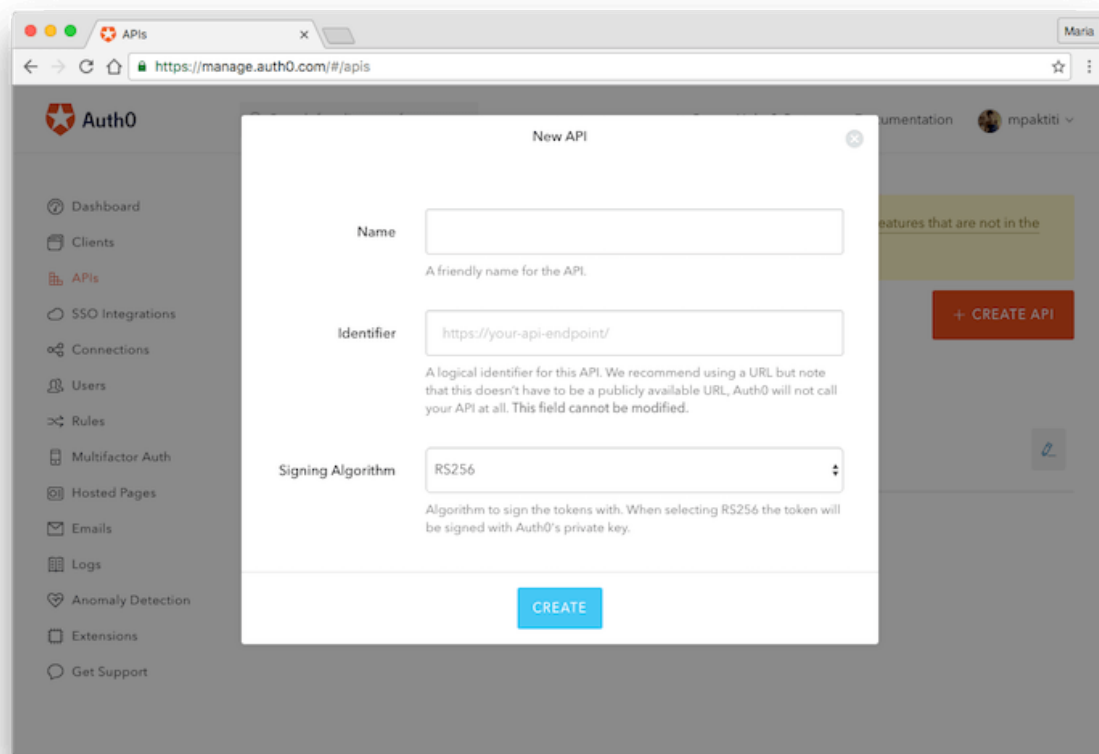 APIs
Maria
https://manage.auth0.com/#/apis
Auth0
cumentation
mpaktiti
New API
Dashboard
Clients
APIs
SSO Integrations
Connections
Users
Rules
Multifactor Auth
Hosted Pages
Emails
Logs
Anomaly Detection
Extensions
Get Support
Name
A friendly name for the API.
Identifier
https://your-api-endpoint/
A logical identifier for this API. We recommend using a URL but note
that this doesn't have to be a publicly available URL, Auth0 will not call
your API at all. This field cannot be modified.
Signing Algorithm
RS256
Algorithm to sign the tokens with. When selecting RS256 the token will
be signed with Auth0's private key.
CREATE
eatures that are not in the
+ CREATE API